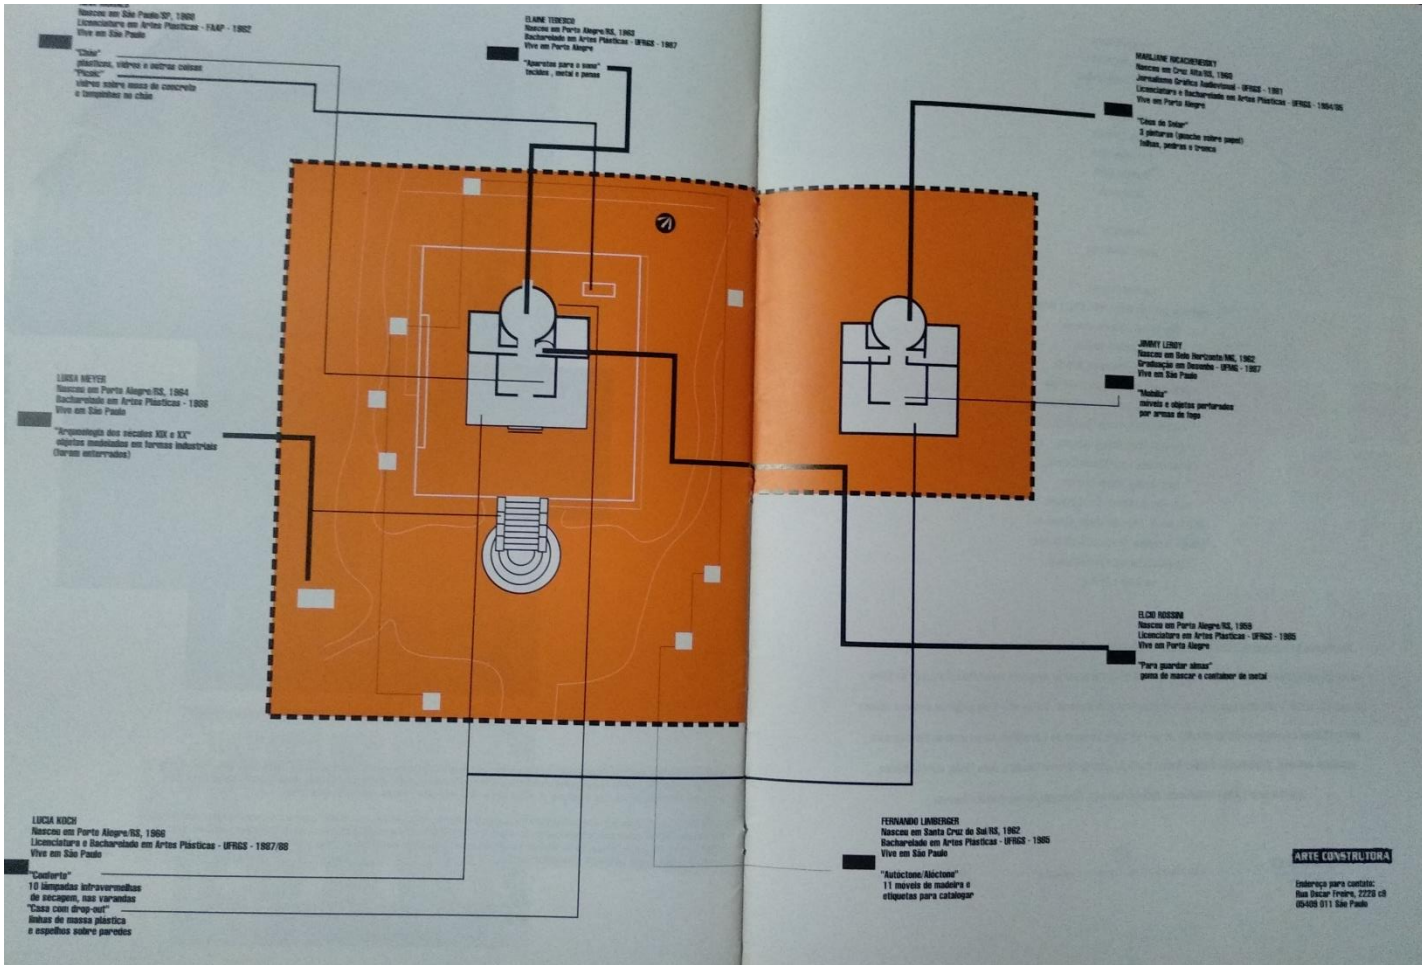 Nasceu em São Paulo/SP, 1960
Licenciatura em Artes Plásticas - FAAP - 1982
Vive em São Paulo
"Chão"
plásticos, vidros e outras coisas
"Picnic"
vidros sobre mesa de concreto
e tampinhas no chão
ELAINE TEDESCO
Nasceu em Porto Alegre/RS, 1963
Bacharelado em Artes Plásticas - UFRGS - 1987
Vive em Porto Alegre
"Aparatos para o sono"
tecidos, metal e penas
MARIJANE RICACHENEISKY
Nasceu em Cruz Alta/RS, 1960
Jornalismo Gráfico Audiovisual - UFRGS - 1981
Licenciatura e Bacharelado em Artes Plásticas - UFRGS - 1994/95
Vive em Porto Alegre
"Céus do Solar"
3 pinturas (guache sobre papel)
telhas, pedras e tronco
JIMMY LEROY
Nasceu em Belo Horizonte/MG, 1962
Graduação em Desenho - UFMG - 1987
Vive em São Paulo
"Mobília"
móveis e objetos perfurados
por armas de fogo
LUISA MEYER
Nasceu em Porto Alegre/RS, 1964
Bacharelado em Artes Plásticas - 1988
Vive em São Paulo
"Arqueologia dos séculos XIX e XX"
objetos modelados em formas industriais
(foram enterrados)
ELCIO ROSSINI
Nasceu em Porto Alegre/RS, 1959
Licenciatura em Artes Plásticas - UFRGS - 1985
Vive em Porto Alegre
"Para guardar almas"
goma de mascar e container de metal
LUCIA KOCH
Nasceu em Porto Alegre/RS, 1966
Licenciatura e Bacharelado em Artes Plásticas - UFRGS - 1987/88
Vive em São Paulo
"Conforto"
10 lâmpadas infravermelhas
de secagem, nas varandas
"Casa com drop-out"
linhas de massa plástica
e espelhos sobre paredes
FERNANDO LIMBERGER
Nasceu em Santa Cruz do Sul/RS, 1962
Bacharelado em Artes Plásticas - UFRGS - 1985
Vive em São Paulo
"Autóctone/Alóctone"
11 móveis de madeira e
etiquetas para catalogar
ARTE CONSTRUTORA
Endereço para contato:
Rua Oscar Freire, 2226 c9
05409 011 São Paulo